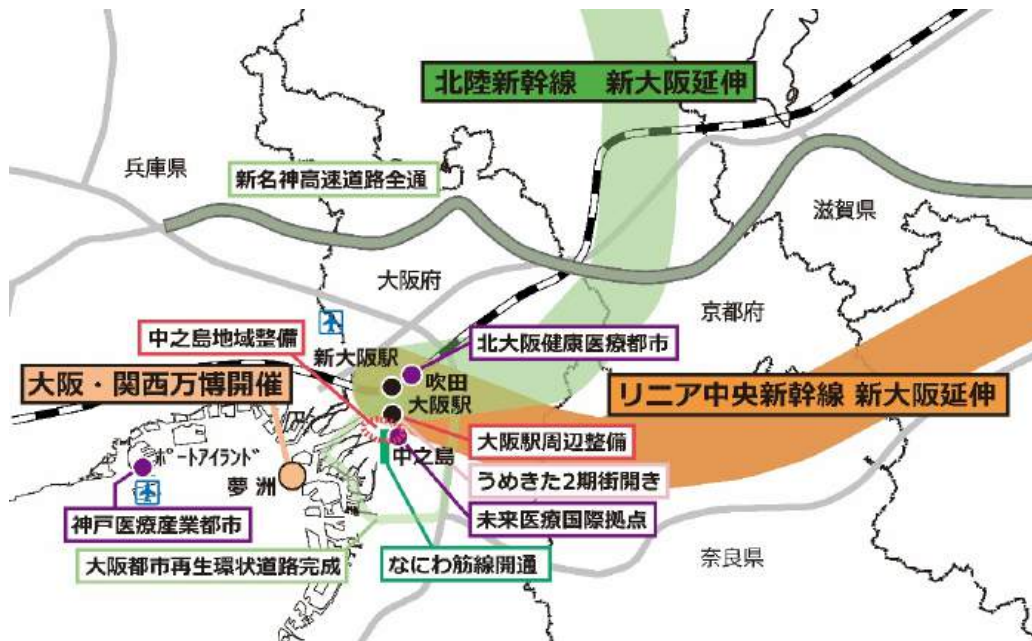 北陸新幹線　新大阪延伸
兵庫県
新名神高速道路全通
滋賀県
大阪府
京都府
中之島地域整備
新大阪駅
北大阪健康医療都市
吹田
大阪・関西万博開催
大阪駅
リニア中央新幹線 新大阪延伸
大阪駅周辺整備
中之島
ポートアイランド
夢洲
うめきた2期街開き
神戸医療産業都市
未来医療国際拠点
大阪都市再生環状道路完成
なにわ筋線開通
奈良県